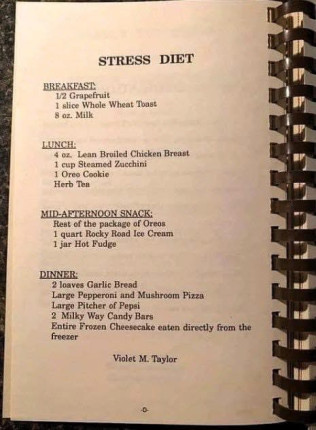 STRESS DIET
BREAKFAST:
1/2 Grapefruit
1 slice Whole Wheat Toast
8 oz. Milk
LUNCH:
4 oz. Lean Broiled Chicken Breast
1 cup Steamed Zucchini
1 Oreo Cookie
Herb Tea
MID-AFTERNOON SNACK:
Rest of the package of Oreos
1 quart Rocky Road Ice Cream
1 jar Hot Fudge
DINNER:
2 loaves Garlic Bread
Large Pepperoni and Mushroom Pizza
Large Pitcher of Pepsi
2 Milky Way Candy Bars
Entire Frozen Cheesecake eaten directly from the
freezer
Violet M. Taylor